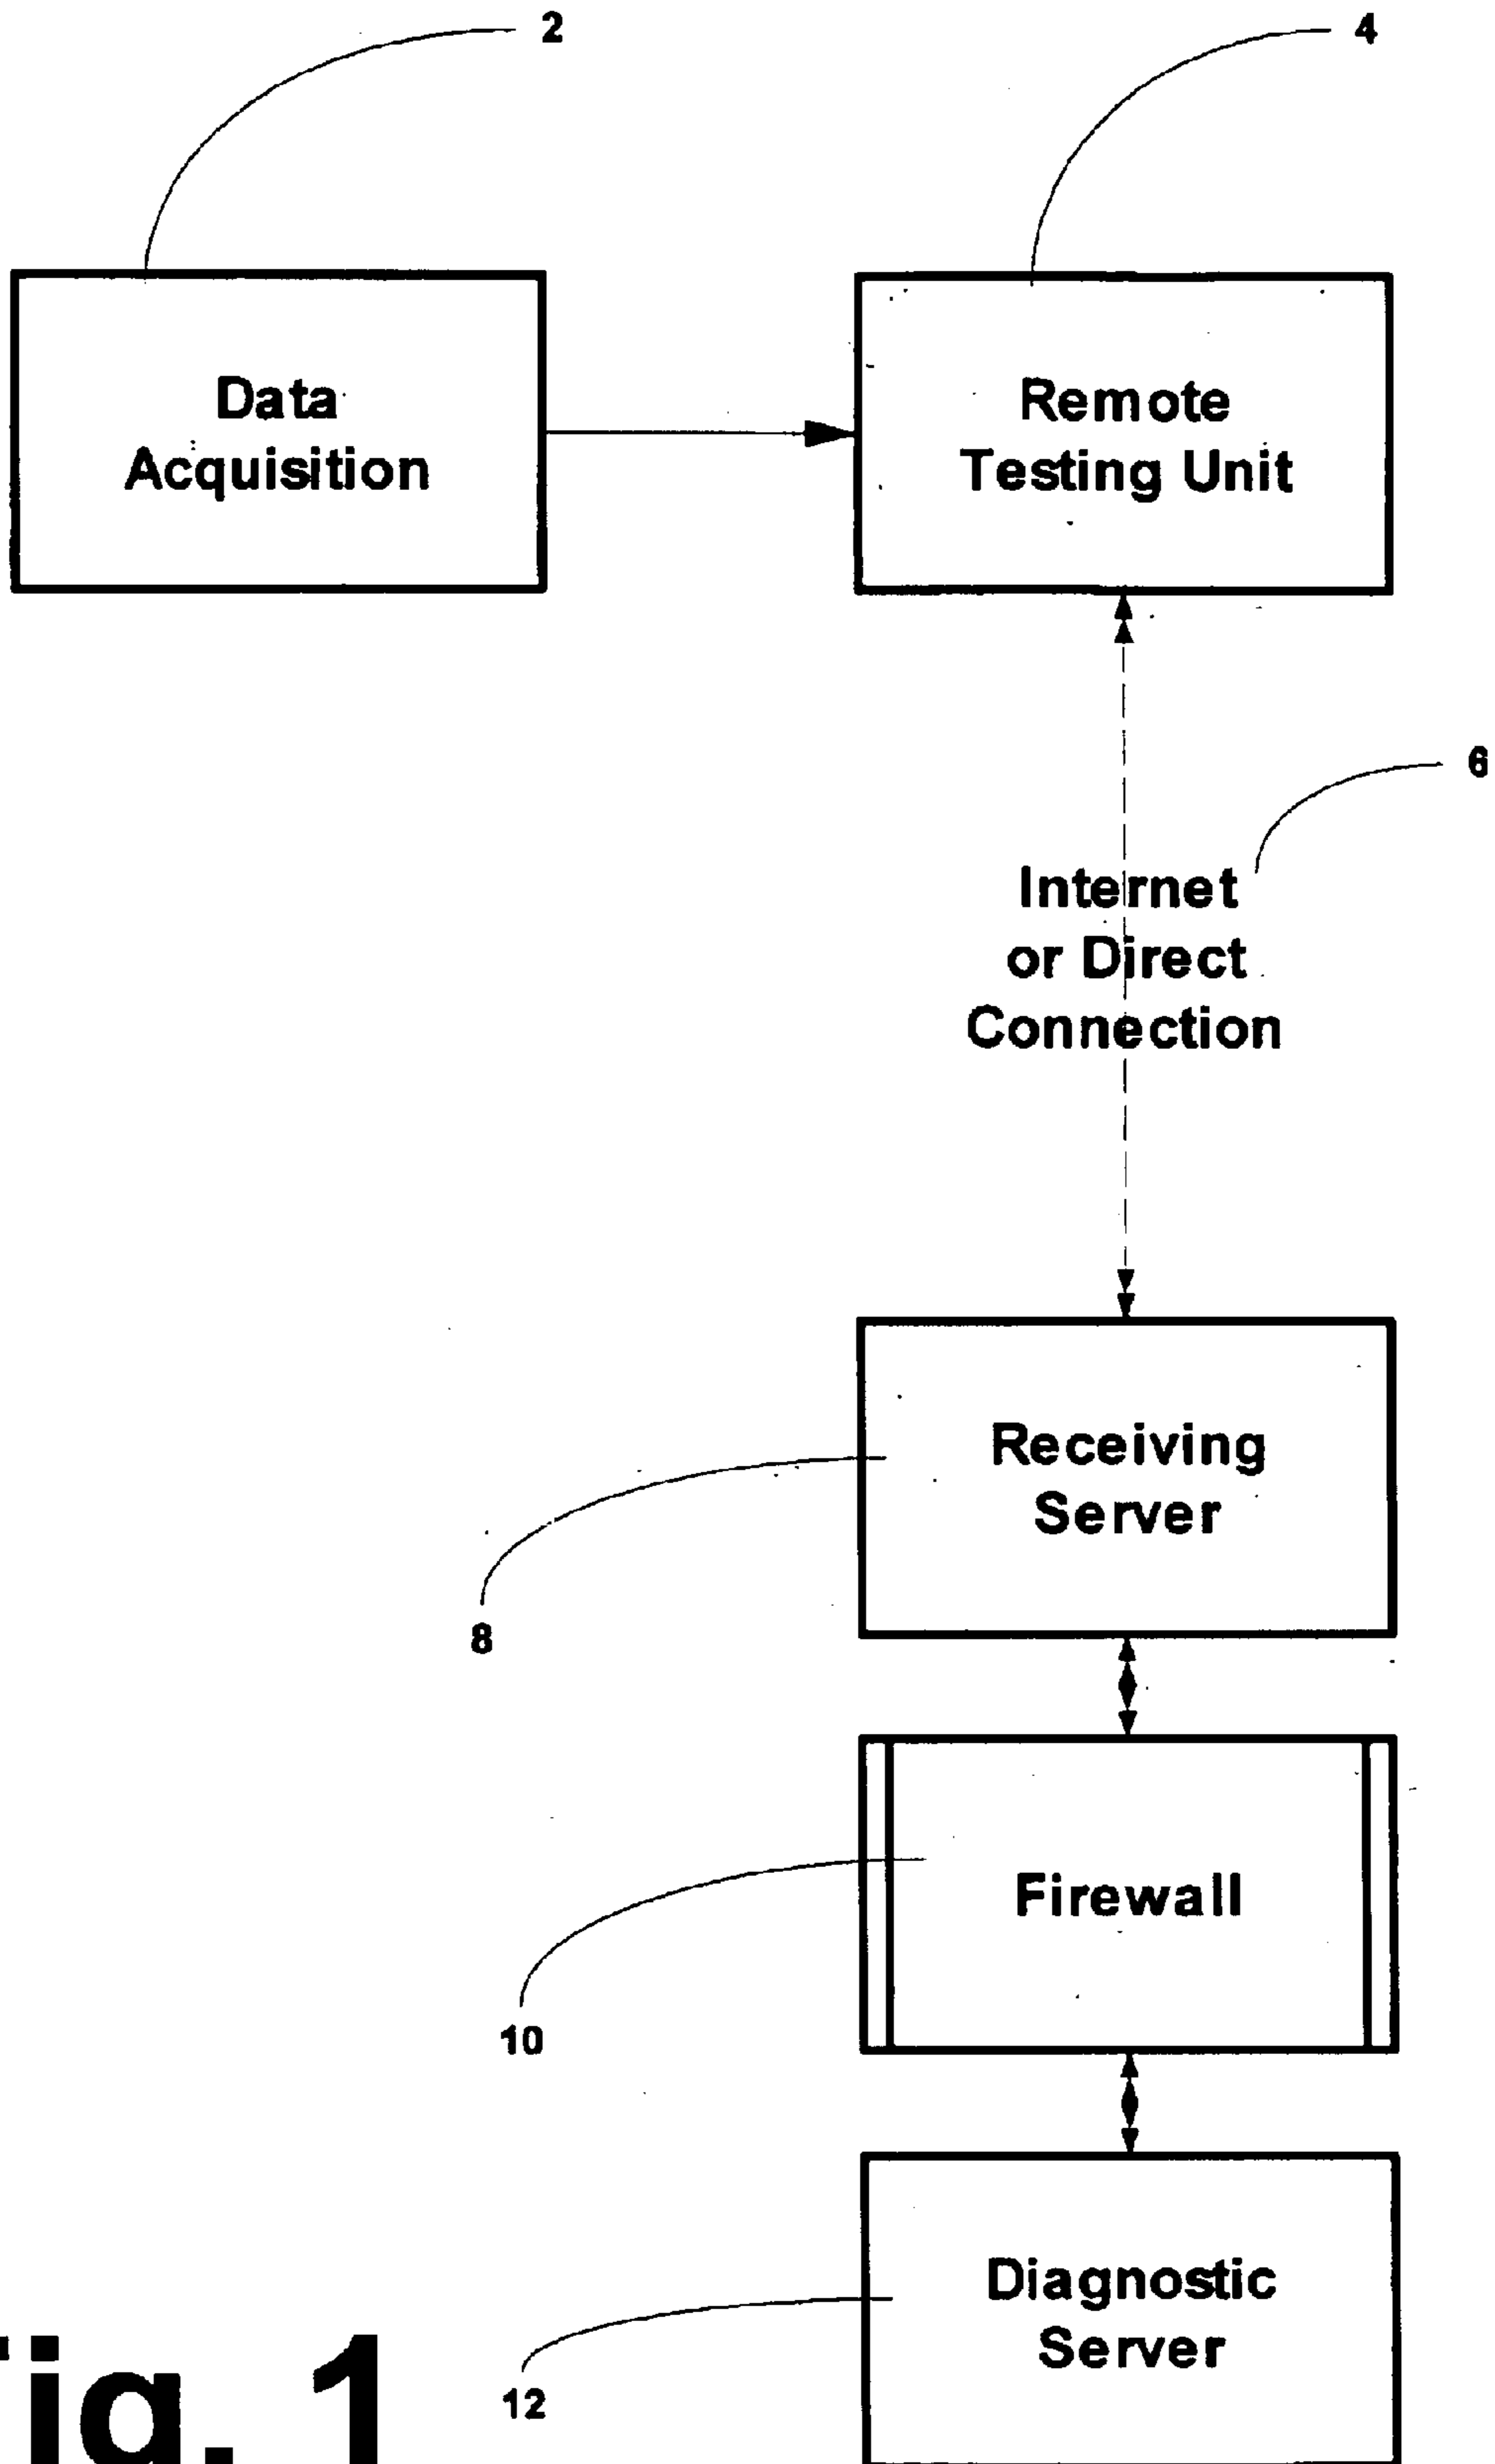 2
4
Data
Acquisition
Remote
Testing Unit
6
Internet
or Direct
Connection
Receiving
Server
8
Firewall
10
Diagnostic
Server
12
ig. 1